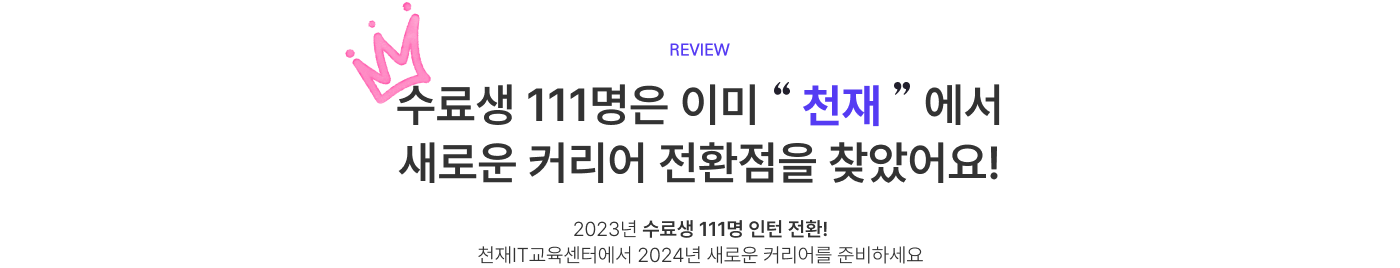 REVIEW
수료생 111명은 이미 “ 천재 ” 에서
새로운 커리어 전환점을 찾았어요!
2023년 수료생 111명 인턴 전환!
천재IT교육센터에서 2024년 새로운 커리어를 준비하세요